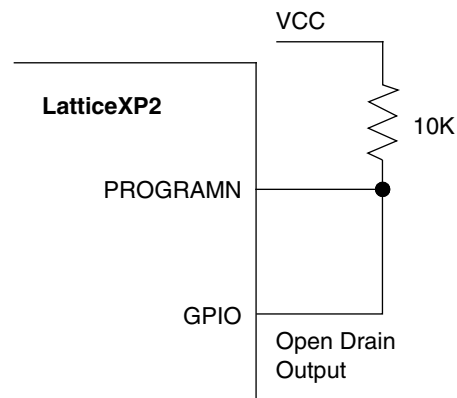 VCC
LatticeXP2
10K
PROGRAMN
GPIO
Open Drain
Output